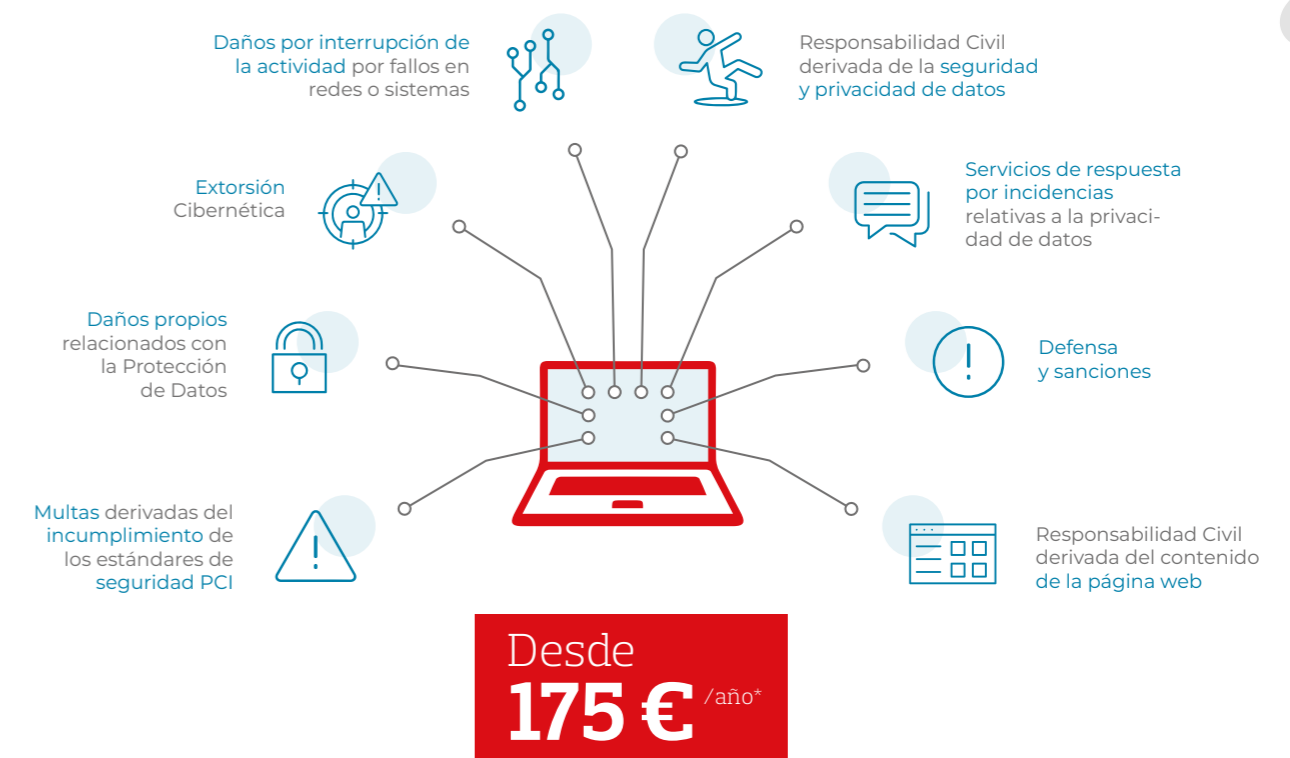 Daños por interrupción de
la actividad por fallos en
redes o sistemas
Responsabilidad Civil
derivada de la seguridad
y privacidad de datos
Extorsión
Cibernética
Servicios de respuesta
por incidencias
relativas a la privaci-
dad de datos
Daños propios
relacionados con
la Protección
de Datos
Defensa
y sanciones
Multas derivadas del
incumplimiento de
los estándares de
seguridad PCI
Responsabilidad Civil
derivada del contenido
de la página web
Desde
175 € /año*